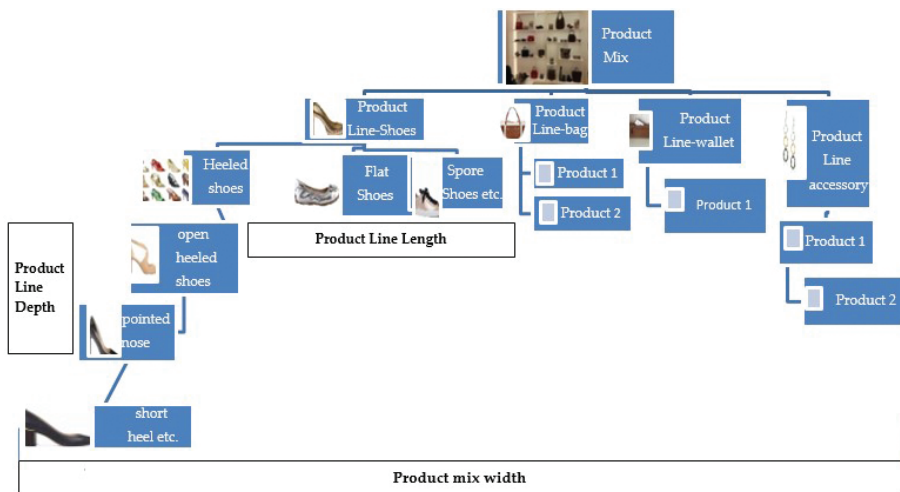 Product
Mix
Product
Line-Shoes
Product
Line-bag
Product
Line-wallet
Product
Line
accessory
Heeled
shoes
Flat
Shoes
Spore
Shoes etc.
Product 1
Product 2
Product 1
Product 1
Product 2
open
heeled
shoes
Product Line Length
Product
Line
Depth
pointed
nose
short
heel etc.
Product mix width